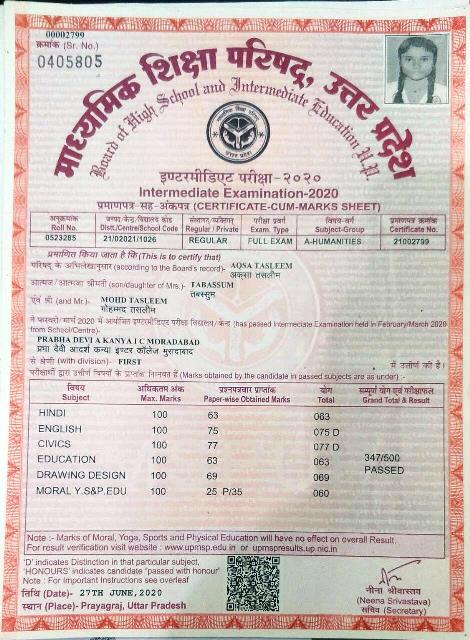 00002799
क्रमांक (Sr. No.)
0405805
माध्यमिक शिक्षा परिषद, उत्तर प्रदेश
Board of High School and Intermediate Education U.P.
इण्टरमीडिएट परीक्षा-२०२०
Intermediate Examination-2020
प्रमाणपत्र-सह-अंकपत्र (CERTIFICATE-CUM-MARKS SHEET)
अनुक्रमांक जनपद/केन्द्र/विद्यालय कोड संस्थागत/व्यक्तिगत परीक्षा प्रवर्ग विषय-वर्ग प्रमाणपत्र क्रमांक
Roll No. Distt./Centre/School Code Regular / Private Exam. Type Subject-Group Certificate No.
0523285 21/02021/1026 REGULAR FULL EXAM A-HUMANITIES 21002799
प्रमाणित किया जाता है कि(This is to certify that)
परिषद के अभिलेखानुसार (according to the Board's record)- AQSA TASLEEM
अक्सा तसलीम
आत्मज / आत्मजा श्रीमती (son/daughter of Mrs.)- TABASSUM
तबस्सुम
एवं श्री (and Mr.)- MOHD TASLEEM
मोहम्मद तसलीम
ने फरवरी/ मार्च 2020 में आयोजित इण्टरमीडिएट परीक्षा विद्यालय/ केन्द्र (has passed Intermediate Examination held in February/March 2020
from School/Centre).
PRABHA DEVI A KANYA I C MORADABAD
प्रभा देवी आदर्श कन्या इण्टर कॉलेज मुरादाबाद
से श्रेणी (with division)- FIRST में उत्तीर्ण की है।
परीक्षार्थी द्वारा उत्तीर्ण विषयों के प्राप्तांक निम्नवत हैं (Marks obtained by the candidate in passed subjects are as under) :-
विषय अधिकतम अंक प्रश्नपत्रवार प्राप्तांक योग सम्पूर्ण योग एवं परीक्षाफल
Subject Max. Marks Paper-wise Obtained Marks Total Grand Total & Result
HINDI 100 63 063
ENGLISH 100 75 075 D
CIVICS 100 77 077 D
EDUCATION 100 63 063 347/500
DRAWING DESIGN 100 69 069 PASSED
MORAL Y.S&P.EDU 100 25 P/35 060
Note :- Marks of Moral, Yoga, Sports and Physical Education will have no effect on overall Result.
For result verification visit website : www.upmsp.edu.in or upmspresults.up.nic.in
'D' indicates Distinction in that particular subject,
'HONOURS' indicates candidate "passed with honour"
Note : For Important Instructions see overleaf
तिथि (Date)- 27TH JUNE,2020
स्थान (Place)- Prayagraj, Uttar Pradesh
नीना श्रीवास्तव
(Neena Srivastava)
सचिव (Secretary)